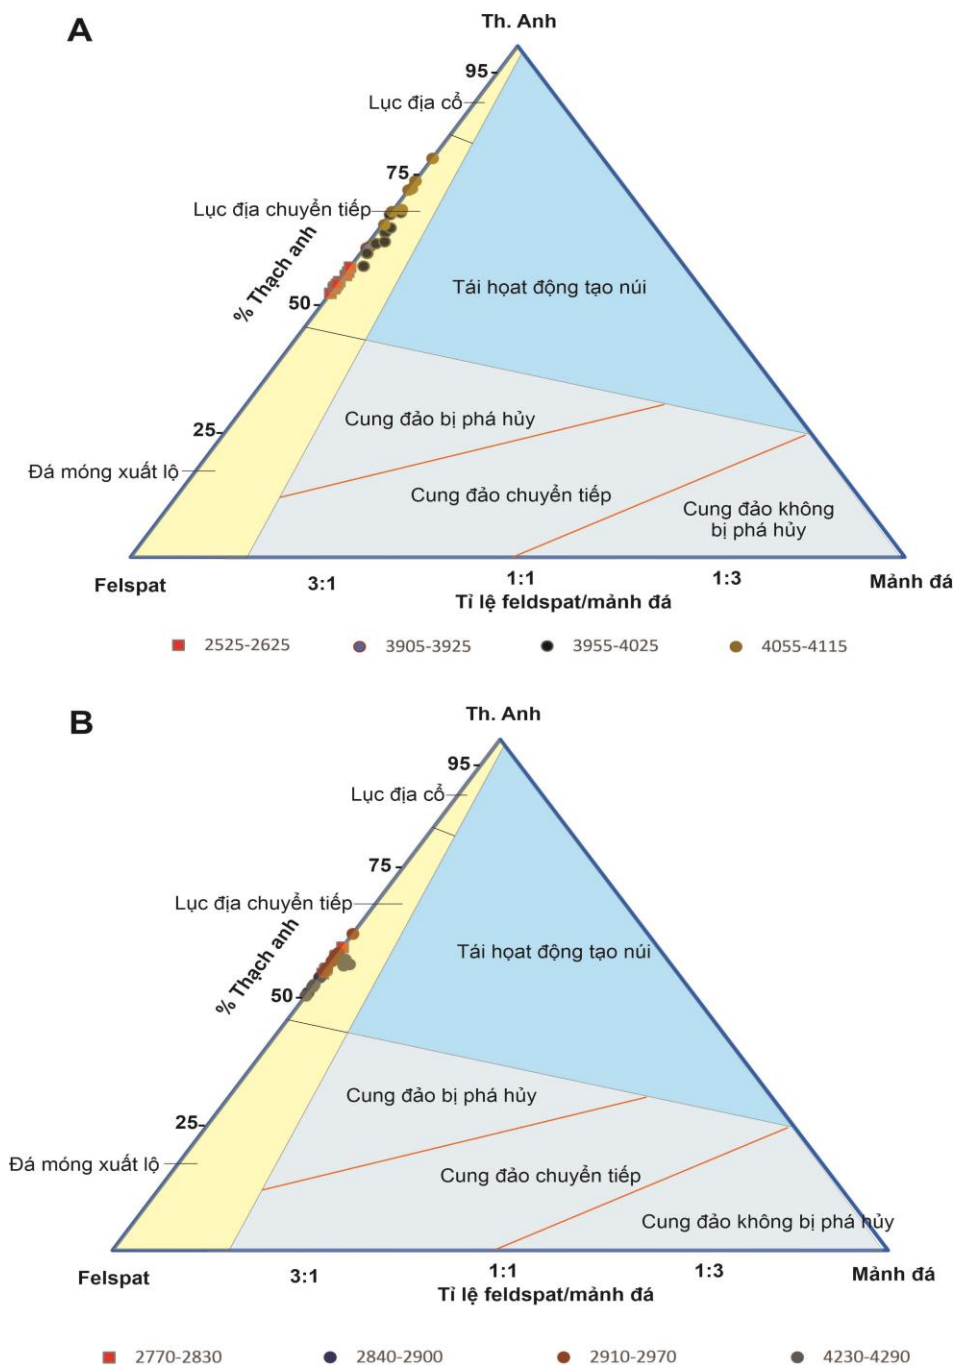 A
Th. Anh
95
Lục địa cổ
75
Lục địa chuyển tiếp
% Thạch anh
Tái họat động tạo núi
50
Cung đảo bị phá hủy
25
Đá móng xuất lộ
Cung đảo chuyển tiếp
Cung đảo không
bị phá hủy
Felspat
3:1
1:1
1:3
Mảnh đá
Tỉ lệ feldspat/mảnh đá
2525-2625
3905-3925
3955-4025
4055-4115
B
Th. Anh
95
Lục địa cổ
75
Lục địa chuyển tiếp
% Thạch anh
Tái họat động tạo núi
50
Cung đảo bị phá hủy
25
Đá móng xuất lộ
Cung đảo chuyển tiếp
Cung đảo không bị phá hủy
Felspat
3:1
1:1
1:3
Mảnh đá
Tỉ lệ feldspat/mảnh đá
2770-2830
2840-2900
2910-2970
4230-4290